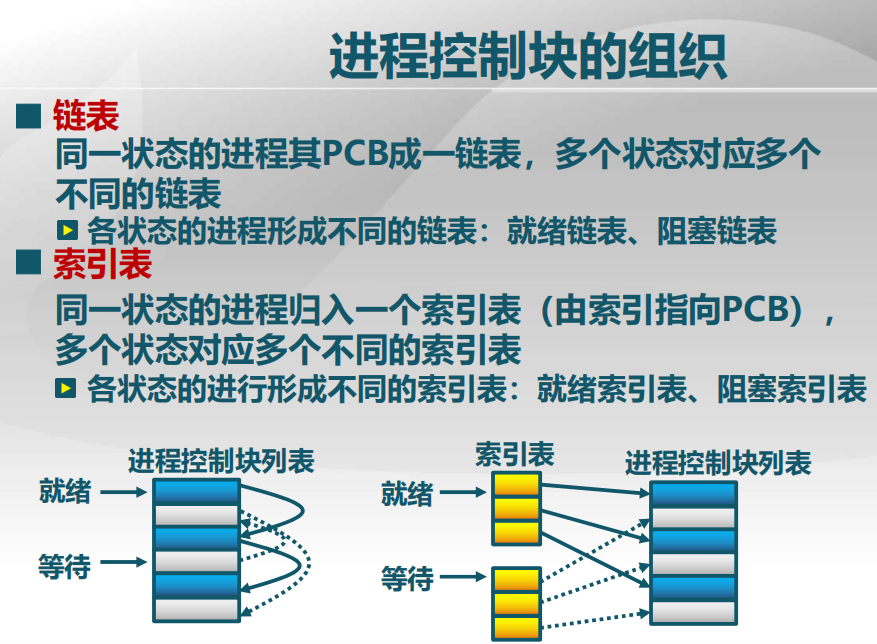 进程控制块的组织
链表
同一状态的进程其PCB成一链表，多个状态对应多个
不同的链表
各状态的进程形成不同的链表：就绪链表、阻塞链表
索引表
同一状态的进程归入一个索引表（由索引指向PCB），
多个状态对应多个不同的索引表
各状态的进行形成不同的索引表：就绪索引表、阻塞索引表
进程控制块列表
就绪
等待
索引表
进程控制块列表
就绪
等待